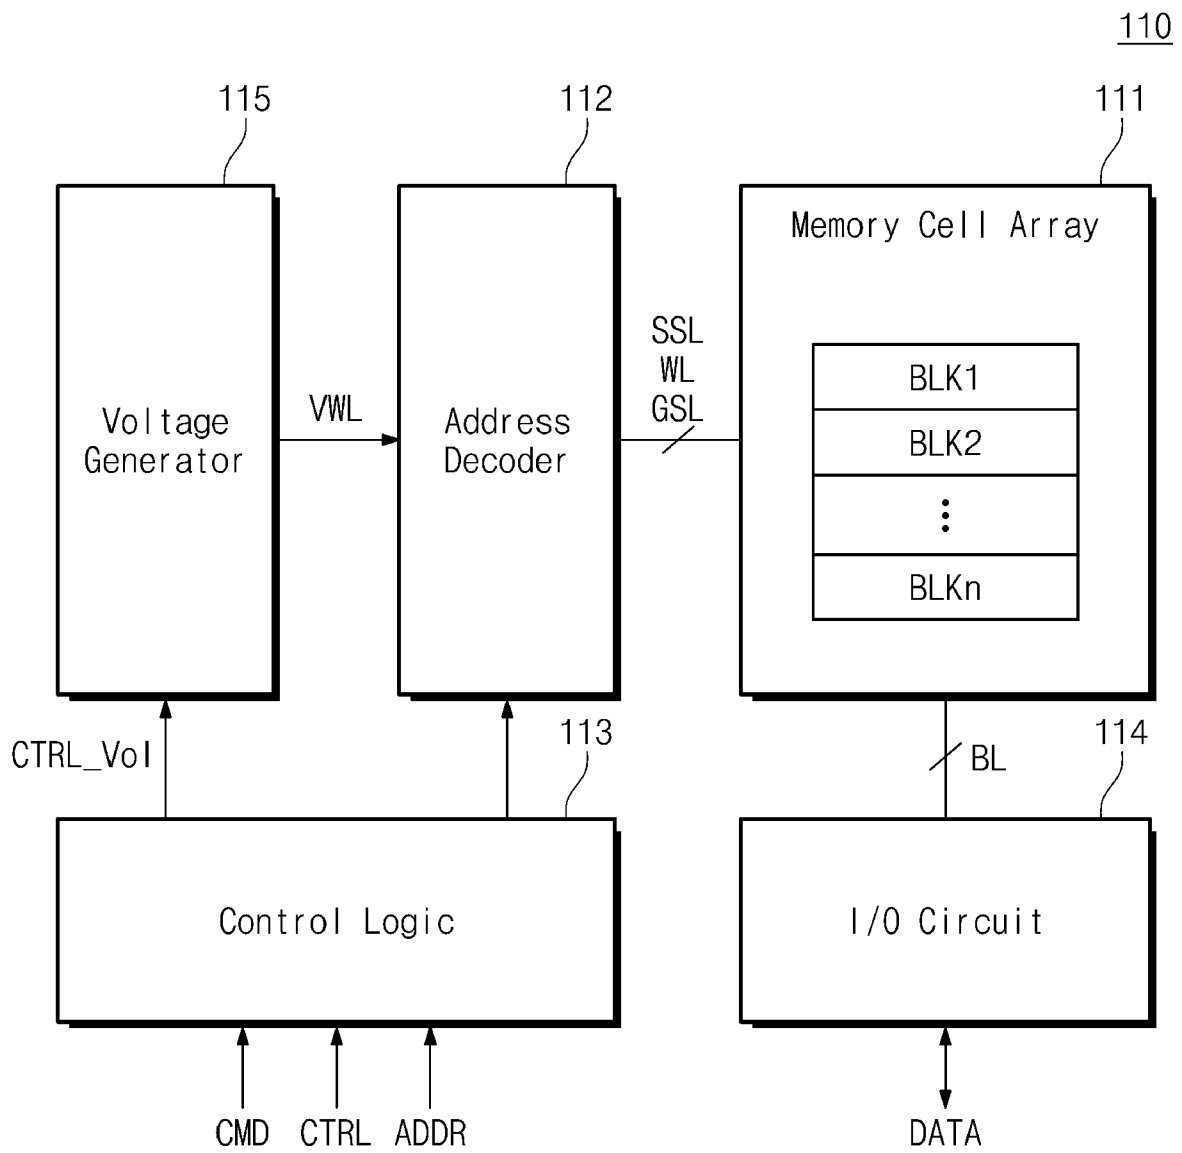 110
115
112
111
Memory Cell Array
SSL
WL
GSL
BLK1
BLK2
BLKn
VWL
Voltage
Generator
Address
Decoder
CTRL_Vol
113
BL
114
Control Logic
I/O Circuit
CMD
CTRL
ADDR
DATA